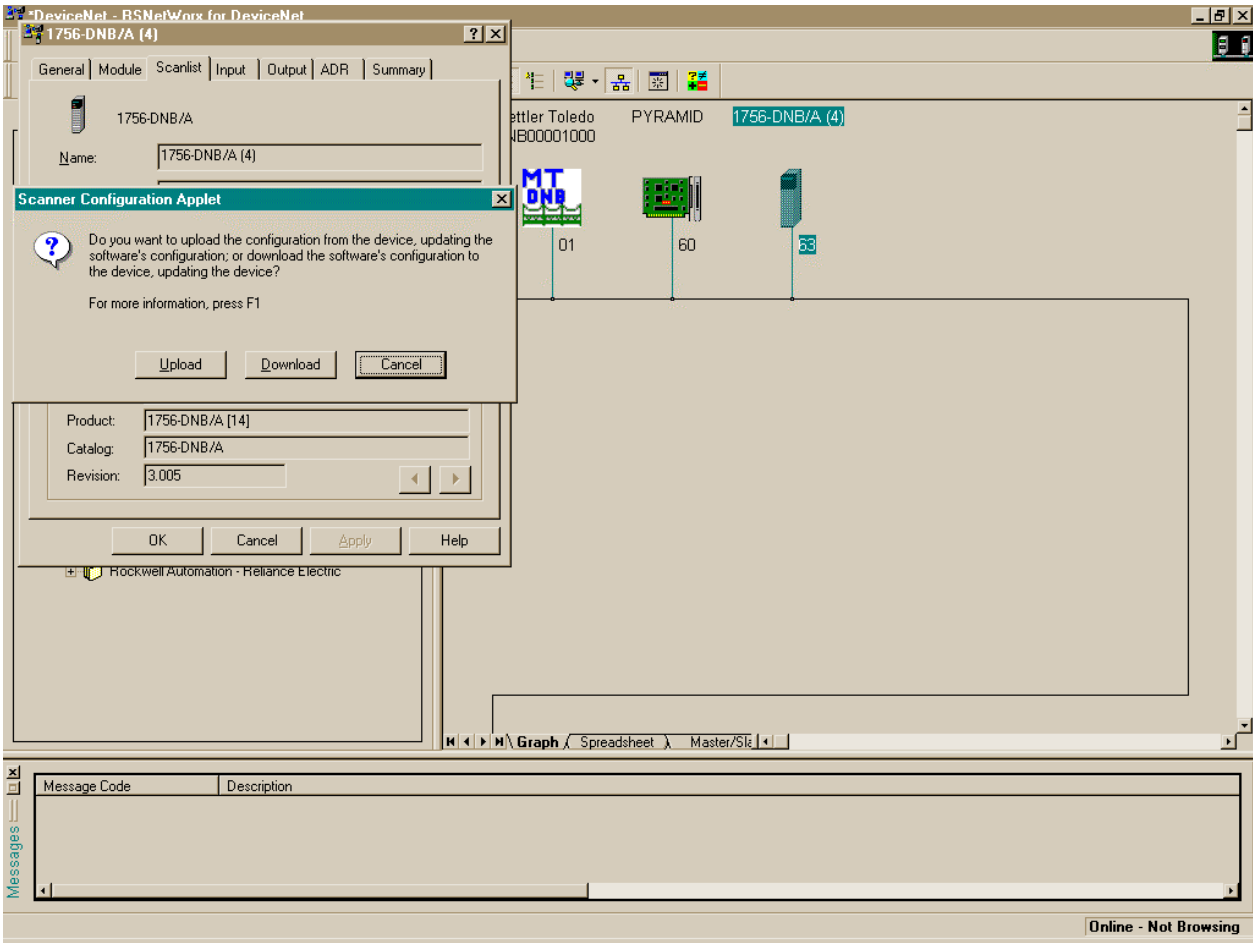 *DeviceNet - RSNetWorx for DeviceNet
1756-DNB/A (4)
General Module Scanlist Input Output ADR Summary
1756-DNB/A
Name: 1756-DNB/A (4)
Scanner Configuration Applet
Do you want to upload the configuration from the device, updating the
software's configuration; or download the software's configuration to
the device, updating the device?
For more information, press F1
Upload Download Cancel
Product: 1756-DNB/A [14]
Catalog: 1756-DNB/A
Revision: 3.005
OK Cancel Apply Help
Rockwell Automation - Reliance Electric
ettler Toledo PYRAMID 1756-DNB/A (4)
NB00001000
MT
DNB
01 60 63
Graph Spreadsheet Master/Sla
Message Code Description
Messages
Online - Not Browsing